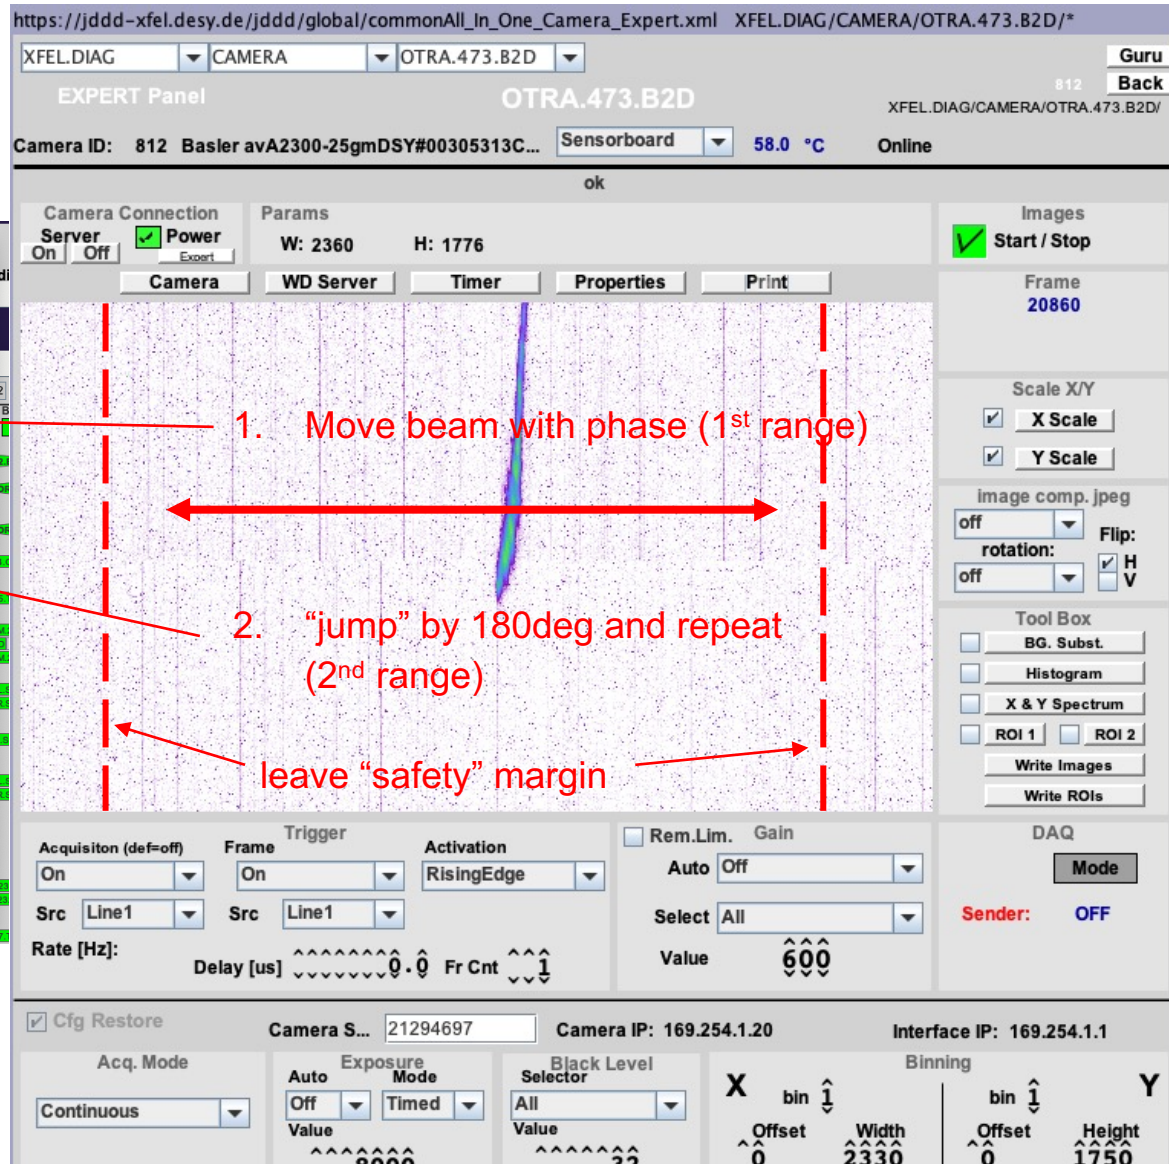 https://jddd-xfel.desy.de/jddd/global/commonAll_In_One_Camera_Expert.xml XFEL.DIAG/CAMERA/OTRA.473.B2D/*
XFEL.DIAG CAMERA OTRA.473.B2D Guru
EXPERT Panel OTRA.473.B2D 812 Back
XFEL.DIAG/CAMERA/OTRA.473.B2D/
Camera ID: 812 Basler avA2300-25gmDSY#00305313C... Sensorboard 58.0 °C Online
ok
Camera Connection Params Images
Server Power W: 2360 H: 1776 Start / Stop
On Off Expert
Camera WD Server Timer Properties Print Frame
20860
Scale X/Y
1. Move beam with phase (1st range) X Scale
Y Scale
image comp. jpeg
off Flip:
rotation: H
off V
2. “jump” by 180deg and repeat Tool Box
(2nd range) BG. Subst.
Histogram
X & Y Spectrum
ROI 1 ROI 2
leave “safety” margin Write Images
Write ROIs
Trigger Rem.Lim. Gain DAQ
Acquisiton (def=off) Frame Activation
On On RisingEdge Auto Off Mode
Src Line1 Src Line1 Select All Sender: OFF
Rate [Hz]: Delay [us] 0.0 Fr Cnt 1 Value 600
Cfg Restore Camera S... 21294697 Camera IP: 169.254.1.20 Interface IP: 169.254.1.1
Acq. Mode Exposure Black Level Binning
Auto Mode Selector X bin 1 bin 1 Y
Continuous Off Timed All
Value Value Offset Width Offset Height
8000 32 0 2330 0 1750